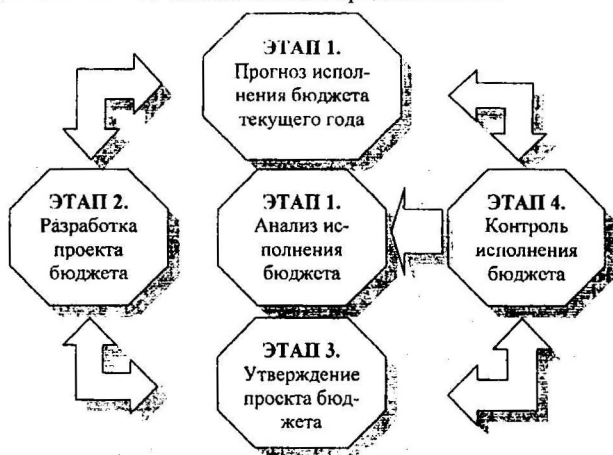 ЭТАП 1.
Прогноз испол-
нения бюджета
текущего года
ЭТАП 2.
Разработка
проекта
бюджета
ЭТАП 1.
Анализ ис-
полнения
бюджета
ЭТАП 4.
Контроль
исполнения
бюджета
ЭТАП 3.
Утверждение
проекта бюд-
жета